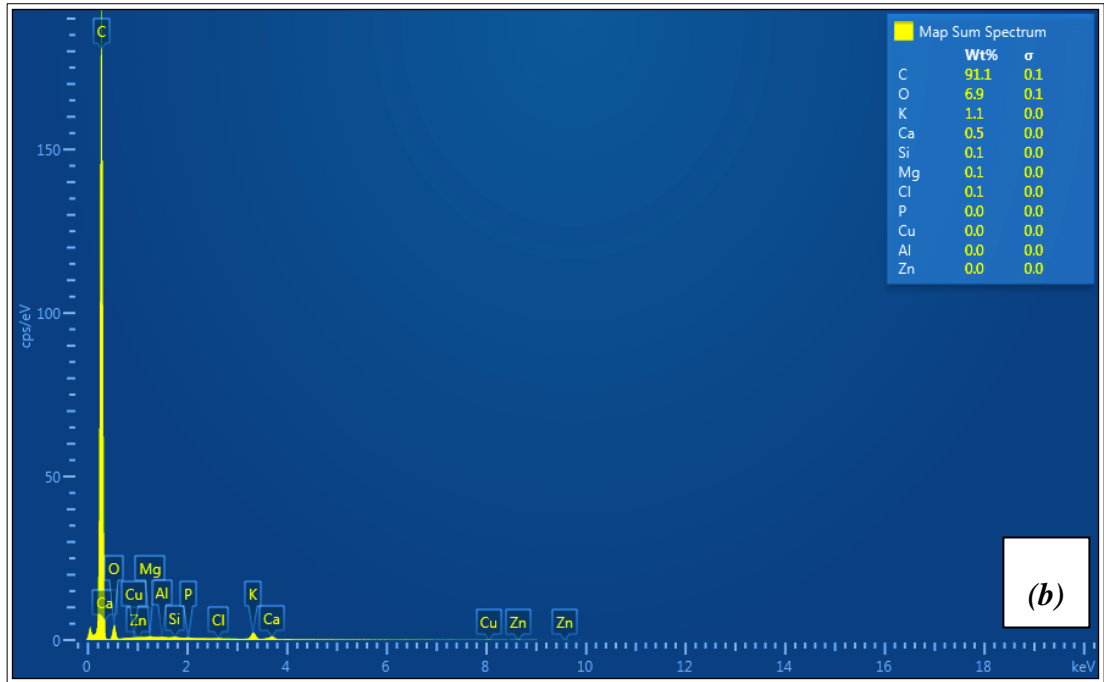 Map Sum Spectrum
Wt% σ
C 91.1 0.1
O 6.9 0.1
K 1.1 0.0
Ca 0.5 0.0
Si 0.1 0.0
Mg 0.1 0.0
Cl 0.1 0.0
P 0.0 0.0
Cu 0.0 0.0
Al 0.0 0.0
Zn 0.0 0.0
C
150
100
cps/eV
50
O Mg
Ca Cu Al P K
Zn Si Cl Ca Cu Zn Zn
(b)
0
0 2 4 6 8 10 12 14 16 18 keV